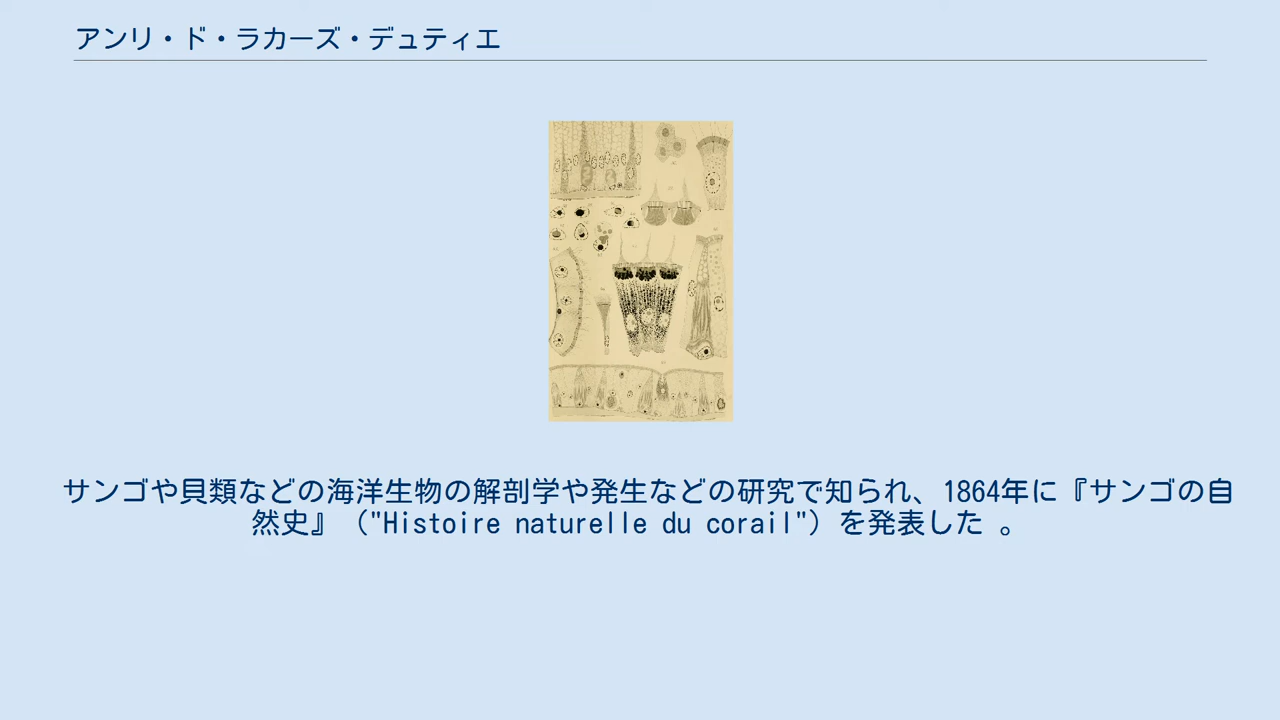 アンリ・ド・ラカーズ・デュティエ
サンゴや貝類などの海洋生物の解剖学や発生などの研究で知られ、1864年に『サンゴの自
然史』（"Histoire naturelle du corail"）を発表した 。